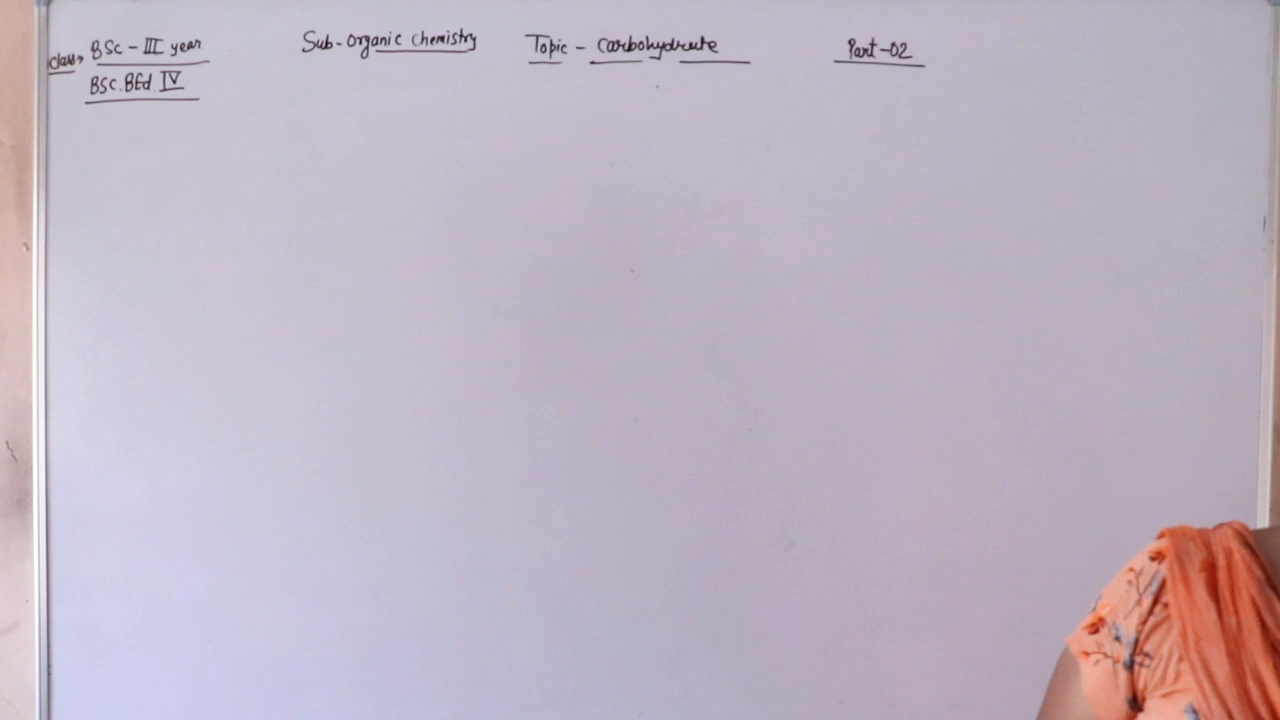 Class → BSc - III year Sub - Organic chemistry Topic - Carbohydrate Part - 02
BSc.BEd IV